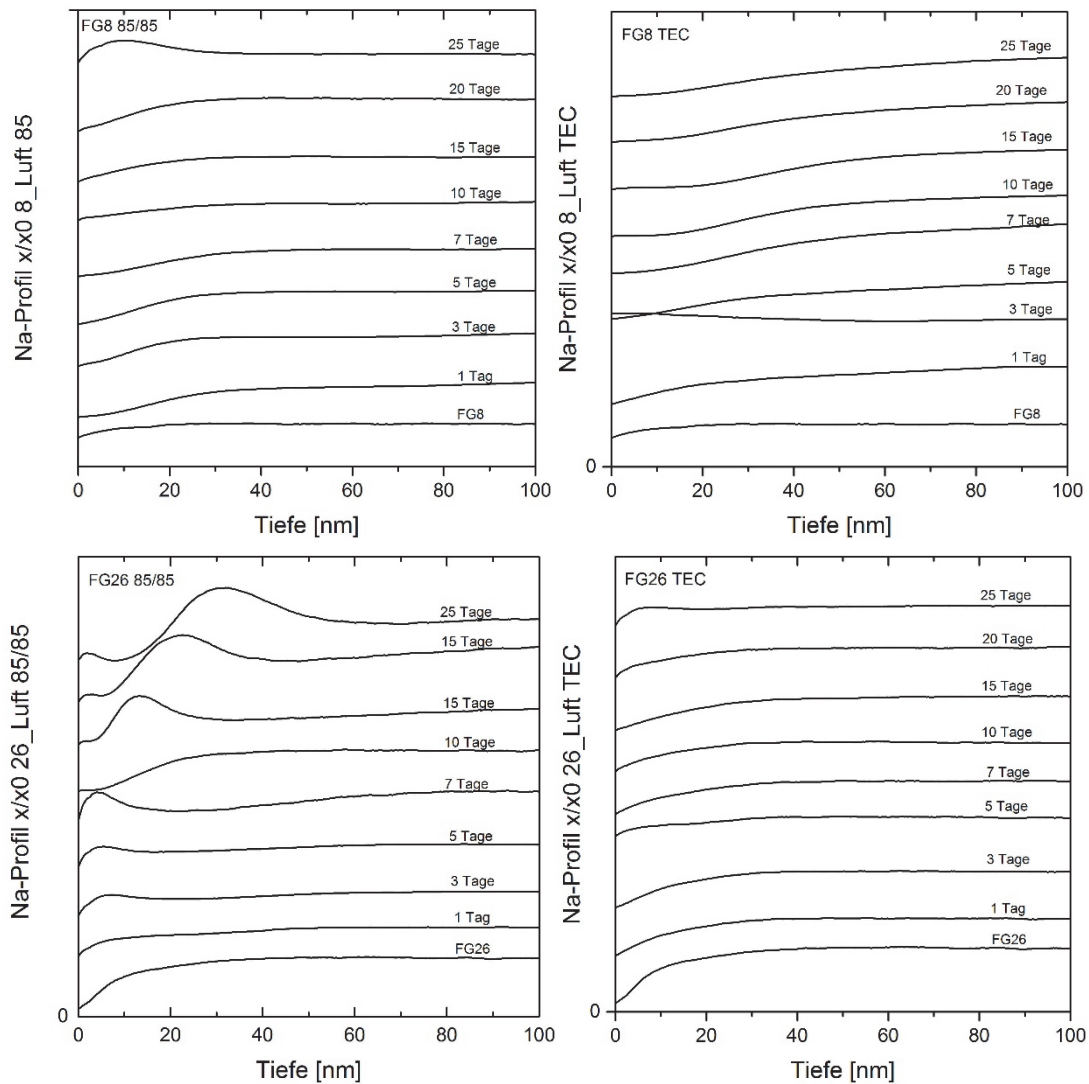 FG8 85/85
25 Tage
20 Tage
15 Tage
10 Tage
7 Tage
5 Tage
3 Tage
1 Tag
FG8
Na-Profil x/x0 8_Luft 85
0 20 40 60 80 100
Tiefe [nm]
FG8 TEC
25 Tage
20 Tage
15 Tage
10 Tage
7 Tage
5 Tage
3 Tage
1 Tag
FG8
Na-Profil x/x0 8_Luft TEC
0
0 20 40 60 80 100
Tiefe [nm]
FG26 85/85
25 Tage
15 Tage
15 Tage
10 Tage
7 Tage
5 Tage
3 Tage
1 Tag
FG26
Na-Profil x/x0 26_Luft 85/85
0
0 20 40 60 80 100
Tiefe [nm]
FG26 TEC
25 Tage
20 Tage
15 Tage
10 Tage
7 Tage
5 Tage
3 Tage
1 Tag
FG26
Na-Profil x/x0 26_Luft TEC
0
0 20 40 60 80 100
Tiefe [nm]